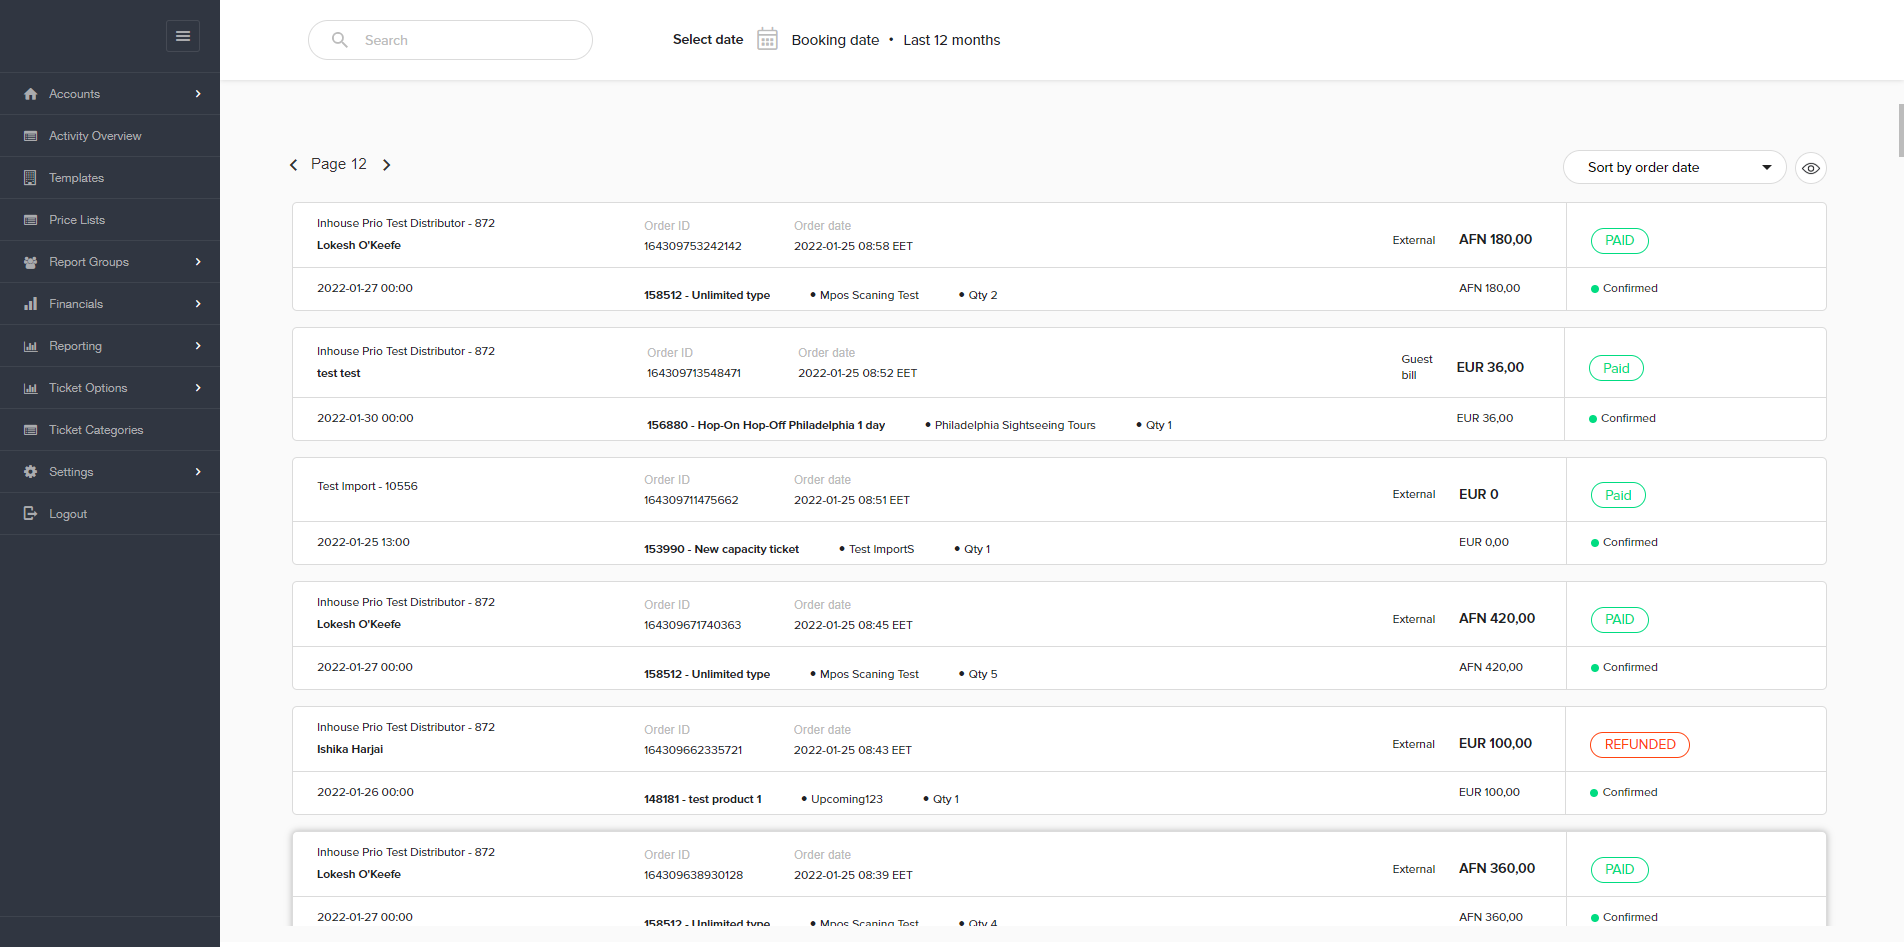 Search
Select date Booking date • Last 12 months
Accounts
Activity Overview
Templates
Price Lists
Report Groups
Financials
Reporting
Ticket Options
Ticket Categories
Settings
Logout
Page 12
Sort by order date
Inhouse Prio Test Distributor - 872
Lokesh O'Keefe
Order ID
164309753242142
Order date
2022-01-25 08:58 EET
External
AFN 180,00
PAID
2022-01-27 00:00
158512 - Unlimited type • Mpos Scaning Test • Qty 2
AFN 180,00
Confirmed
Inhouse Prio Test Distributor - 872
test test
Order ID
164309713548471
Order date
2022-01-25 08:52 EET
Guest
bill
EUR 36,00
Paid
2022-01-30 00:00
156880 - Hop-On Hop-Off Philadelphia 1 day • Philadelphia Sightseeing Tours • Qty 1
EUR 36,00
Confirmed
Test Import - 10556
Order ID
164309711475662
Order date
2022-01-25 08:51 EET
External
EUR 0
Paid
2022-01-25 13:00
153990 - New capacity ticket • Test ImportS • Qty 1
EUR 0,00
Confirmed
Inhouse Prio Test Distributor - 872
Lokesh O'Keefe
Order ID
164309671740363
Order date
2022-01-25 08:45 EET
External
AFN 420,00
PAID
2022-01-27 00:00
158512 - Unlimited type • Mpos Scaning Test • Qty 5
AFN 420,00
Confirmed
Inhouse Prio Test Distributor - 872
Ishika Harjai
Order ID
164309662335721
Order date
2022-01-25 08:43 EET
External
EUR 100,00
REFUNDED
2022-01-26 00:00
148181 - test product 1 • Upcoming123 • Qty 1
EUR 100,00
Confirmed
Inhouse Prio Test Distributor - 872
Lokesh O'Keefe
Order ID
164309638930128
Order date
2022-01-25 08:39 EET
External
AFN 360,00
PAID
2022-01-27 00:00
158512 - Unlimited type • Mpos Scaning Test • Qty 4
AFN 360,00
Confirmed